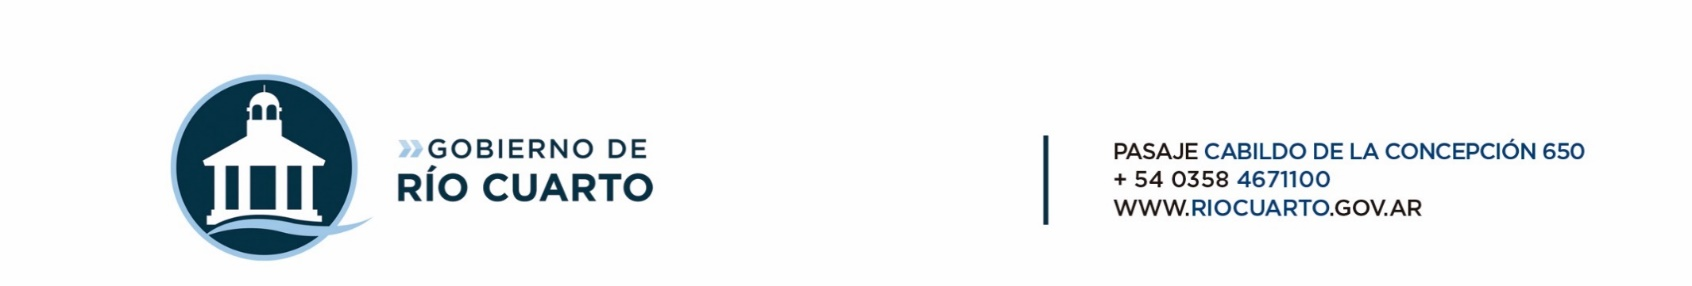 »GOBIERNO DE
RÍO CUARTO
PASAJE CABILDO DE LA CONCEPCIÓN 650
+ 54 0358 4671100
WWW.RIOCUARTO.GOV.AR